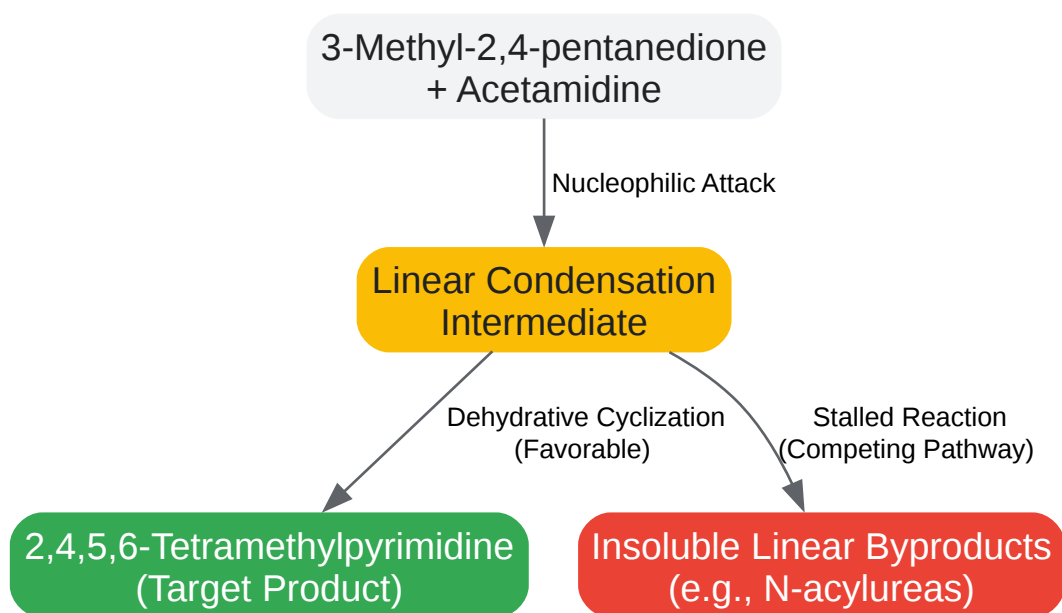 3-Methyl-2,4-pentanedione
+ Acetamidine
Nucleophilic Attack
Linear Condensation
Intermediate
Dehydrative Cyclization
(Favorable)
Stalled Reaction
(Competing Pathway)
2,4,5,6-Tetramethylpyrimidine
(Target Product)
Insoluble Linear Byproducts
(e.g., N-acylureas)